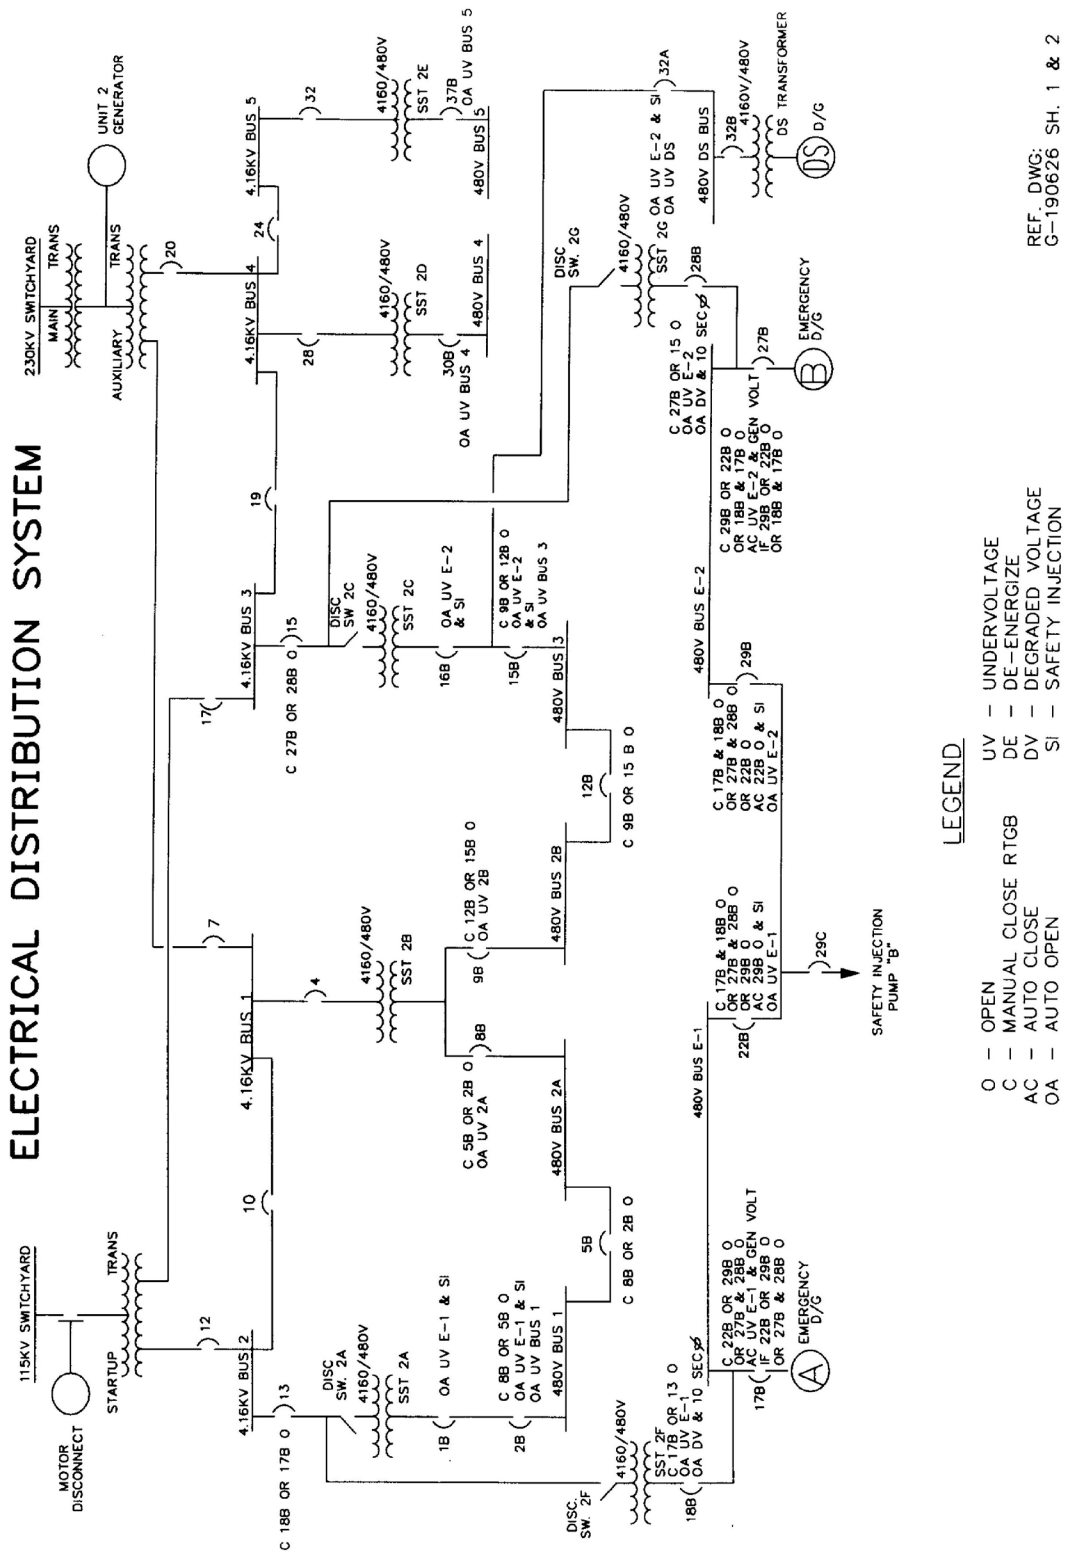 ELECTRICAL DISTRIBUTION SYSTEM
115KV SWITCHYARD
MOTOR
DISCONNECT
STARTUP TRANS
230KV SWITCHYARD
MAIN TRANS
UNIT 2
GENERATOR
AUXILIARY TRANS
12
17
7
20
4.16KV BUS 2
10
4.16KV BUS 1
4.16KV BUS 3
19
4.16KV BUS 4
24
4.16KV BUS 5
C 18B OR 17B O
13
4
C 27B OR 28B O
15
28
32
DISC
SW. 2A
4160/480V
SST 2A
4160/480V
SST 2B
DISC
SW 2C
4160/480V
SST 2C
4160/480V
SST 2D
4160/480V
SST 2E
1B
OA UV E-1 & SI
2B
C 8B OR 5B O
OA UV E-1 & SI
OA UV BUS 1
C 5B OR 2B O
OA UV 2A
8B
9B
C 12B OR 15B O
OA UV 2B
16B
OA UV E-2
& SI
15B
C 9B OR 12B O
OA UV E-2
& SI
OA UV BUS 3
30B
OA UV BUS 4
37B
OA UV BUS 5
480V BUS 1
5B
C 8B OR 2B O
480V BUS 2A
480V BUS 2B
12B
C 9B OR 15 B O
480V BUS 3
480V BUS 4
480V BUS 5
DISC.
SW. 2F
4160/480V
SST 2F
18B
C 17B OR 13 O
OA UV E-1
OA DV & 10 SEC
17B
C 22B OR 29B O
OR 27B & 28B O
AC UV E-1 & GEN VOLT
IF 22B OR 29B O
OR 27B & 28B O
A
EMERGENCY
D/G
480V BUS E-1
22B
C 17B & 18B O
OR 27B & 28B O
OR 29B O
AC 29B O & SI
OA UV E-1
29C
SAFETY INJECTION
PUMP "B"
C 17B & 18B O
OR 27B & 28B O
OR 22B O
AC 22B O & SI
OA UV E-2
29B
480V BUS E-2
C 29B OR 22B O
OR 18B & 17B O
AC UV E-2 & GEN VOLT
IF 29B OR 22B O
OR 18B & 17B O
27B
B
EMERGENCY
D/G
C 27B OR 15 O
OA UV E-2
OA DV & 10 SEC
28B
DISC
SW. 2G
4160/480V
SST 2G
OA UV E-2 & SI
OA UV DS
32A
480V DS BUS
32B
4160V/480V
DS TRANSFORMER
DS
D/G
LEGEND
O - OPEN
C - MANUAL CLOSE RTGB
AC - AUTO CLOSE
OA - AUTO OPEN
UV - UNDERVOLTAGE
DE - DE-ENERGIZE
DV - DEGRADED VOLTAGE
SI - SAFETY INJECTION
REF. DWG:
G-190626 SH. 1 & 2